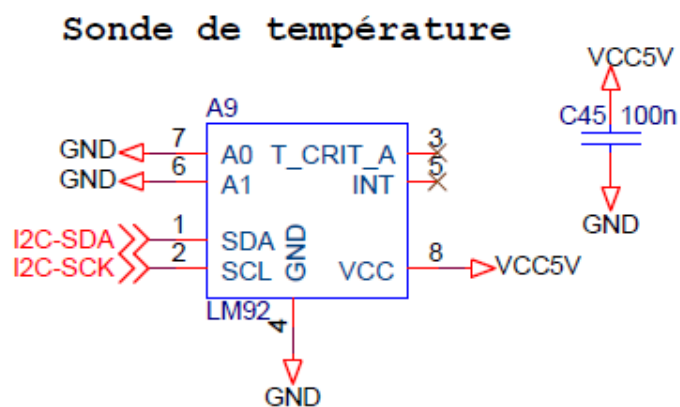 Sonde de température
VCC5V
A9
C45 100n
GND 7 A0 T_CRIT_A 3
GND 6 A1 INT 5
GND
I2C-SDA 1 SDA
I2C-SCK 2 SCL GND VCC 8 VCC5V
LM92 4
GND